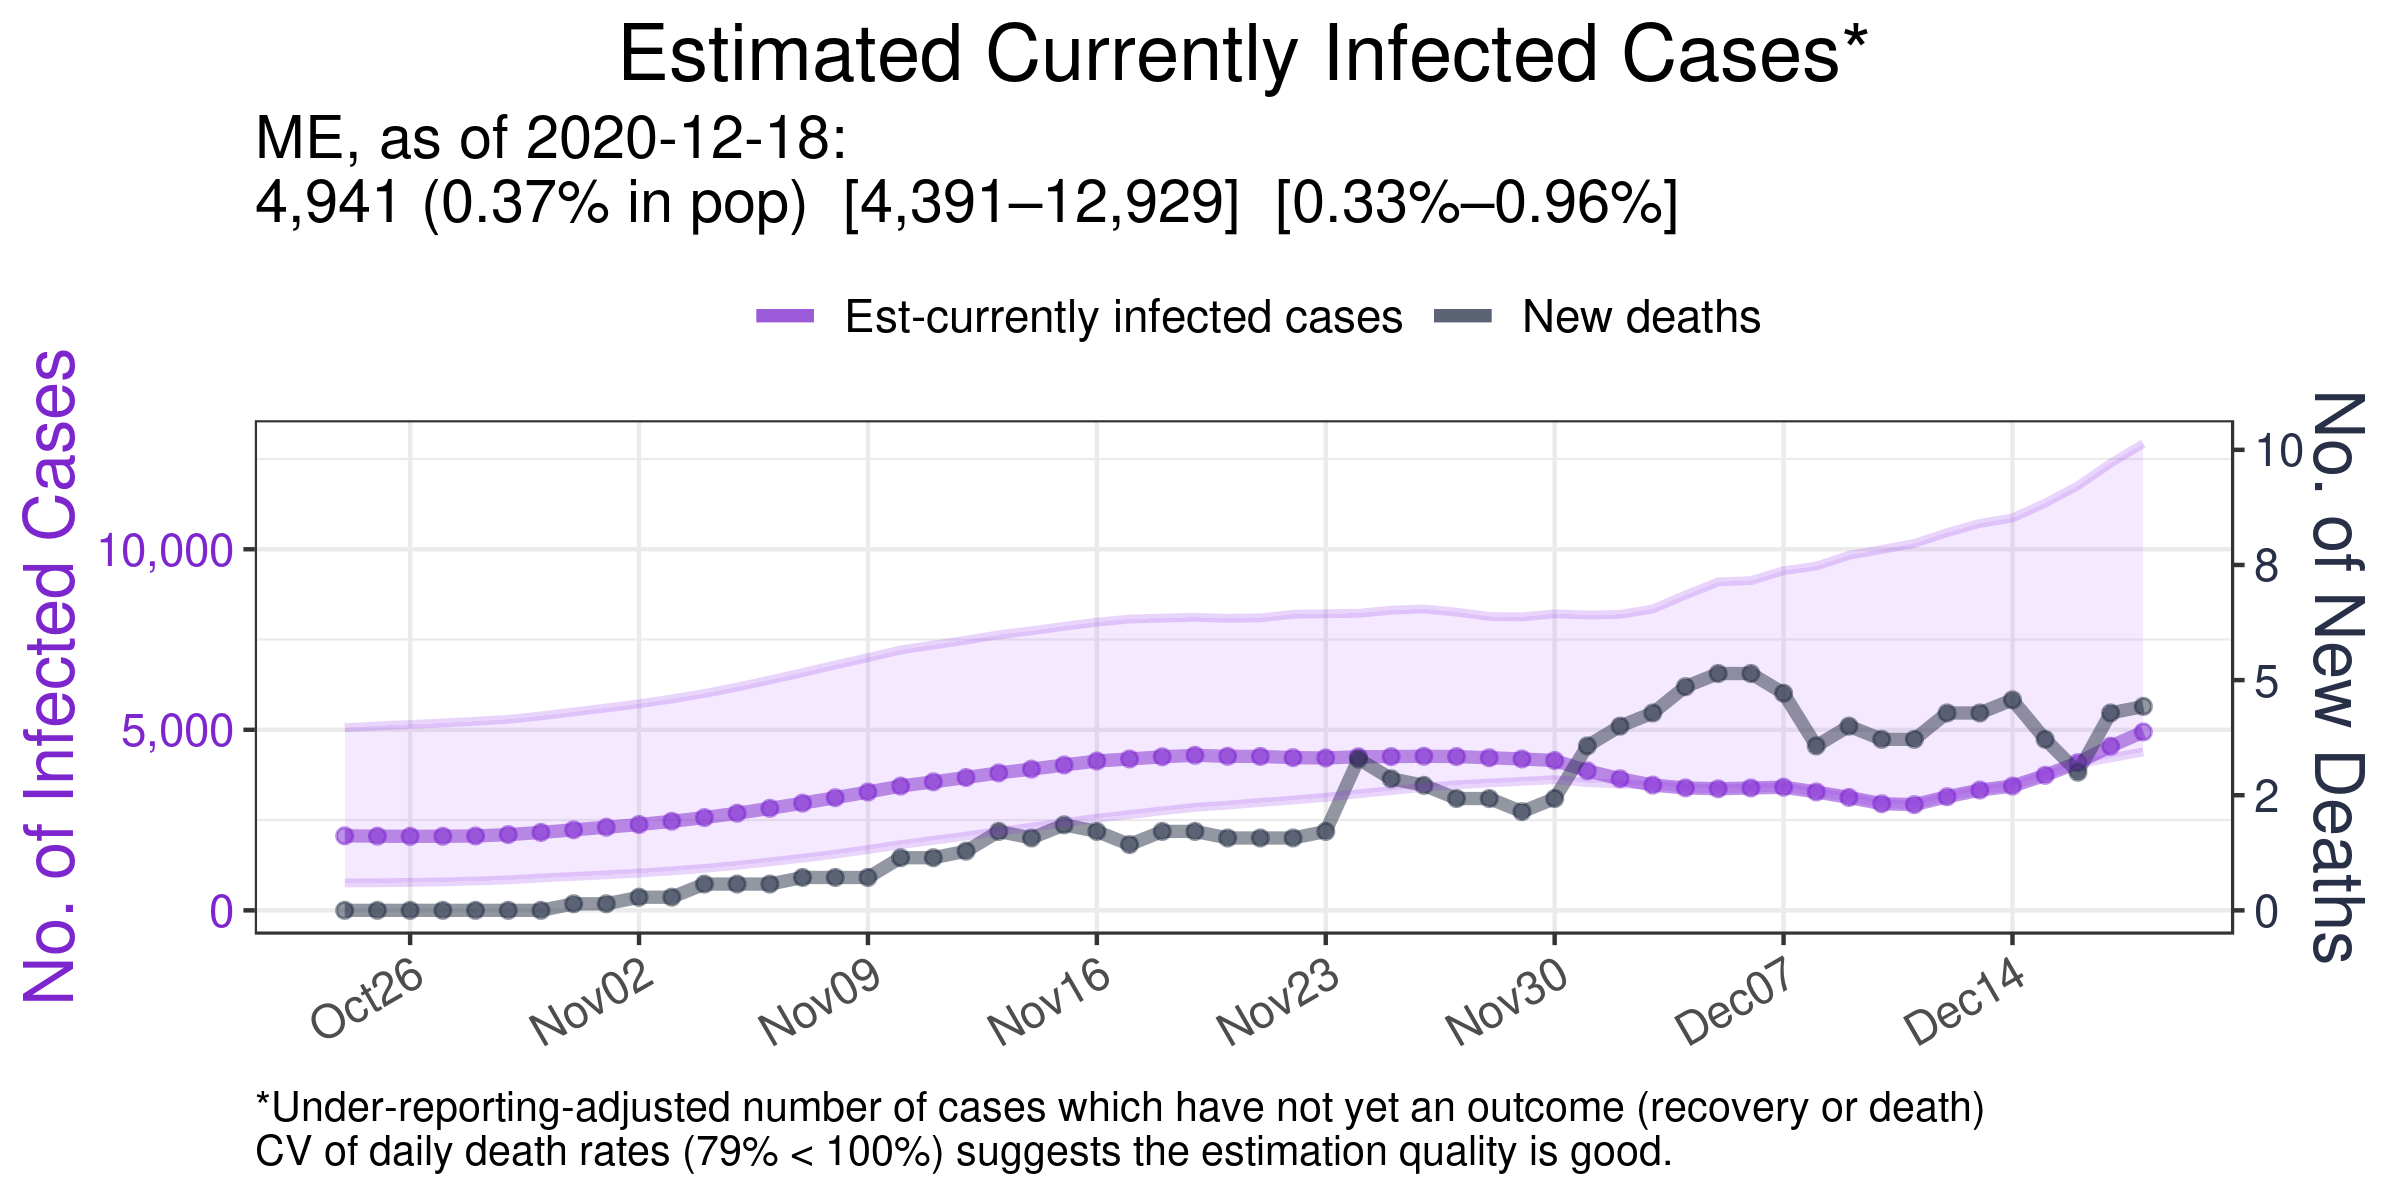 Estimated Currently Infected Cases*
ME, as of 2020-12-18:
4,941 (0.37% in pop)  [4,391–12,929]  [0.33%–0.96%]
Est-currently infected cases
New deaths
No. of Infected Cases
10,000
5,000
0
10
8
5
2
0
No. of New Deaths
Oct26
Nov02
Nov09
Nov16
Nov23
Nov30
Dec07
Dec14
*Under-reporting-adjusted number of cases which have not yet an outcome (recovery or death)
CV of daily death rates (79% < 100%) suggests the estimation quality is good.